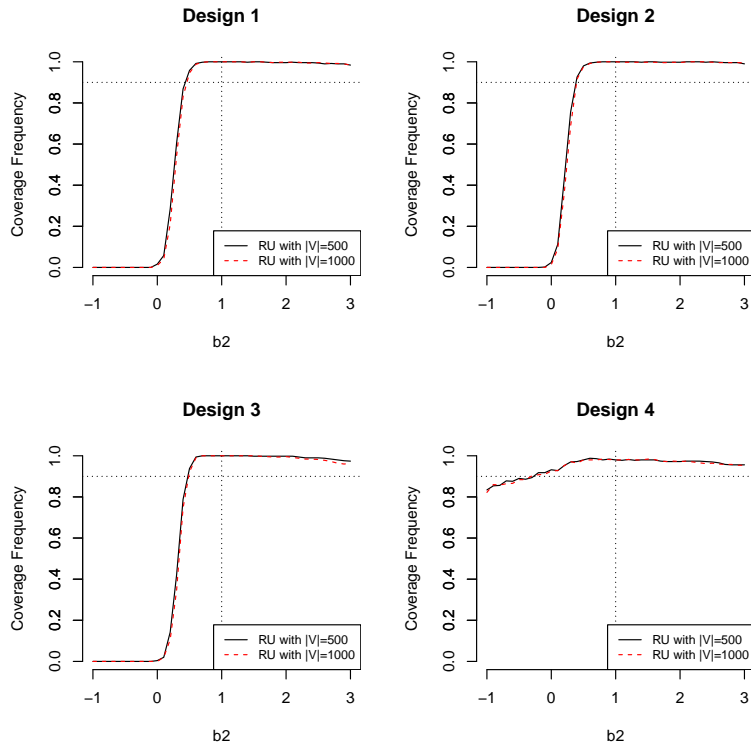 Design 1
Coverage Frequency
0.0 0.2 0.4 0.6 0.8 1.0
RU with |V|=500
RU with |V|=1000
−1 0 1 2 3
b2
Design 2
Coverage Frequency
0.0 0.2 0.4 0.6 0.8 1.0
RU with |V|=500
RU with |V|=1000
−1 0 1 2 3
b2
Design 3
Coverage Frequency
0.0 0.2 0.4 0.6 0.8 1.0
RU with |V|=500
RU with |V|=1000
−1 0 1 2 3
b2
Design 4
Coverage Frequency
0.0 0.2 0.4 0.6 0.8 1.0
RU with |V|=500
RU with |V|=1000
−1 0 1 2 3
b2